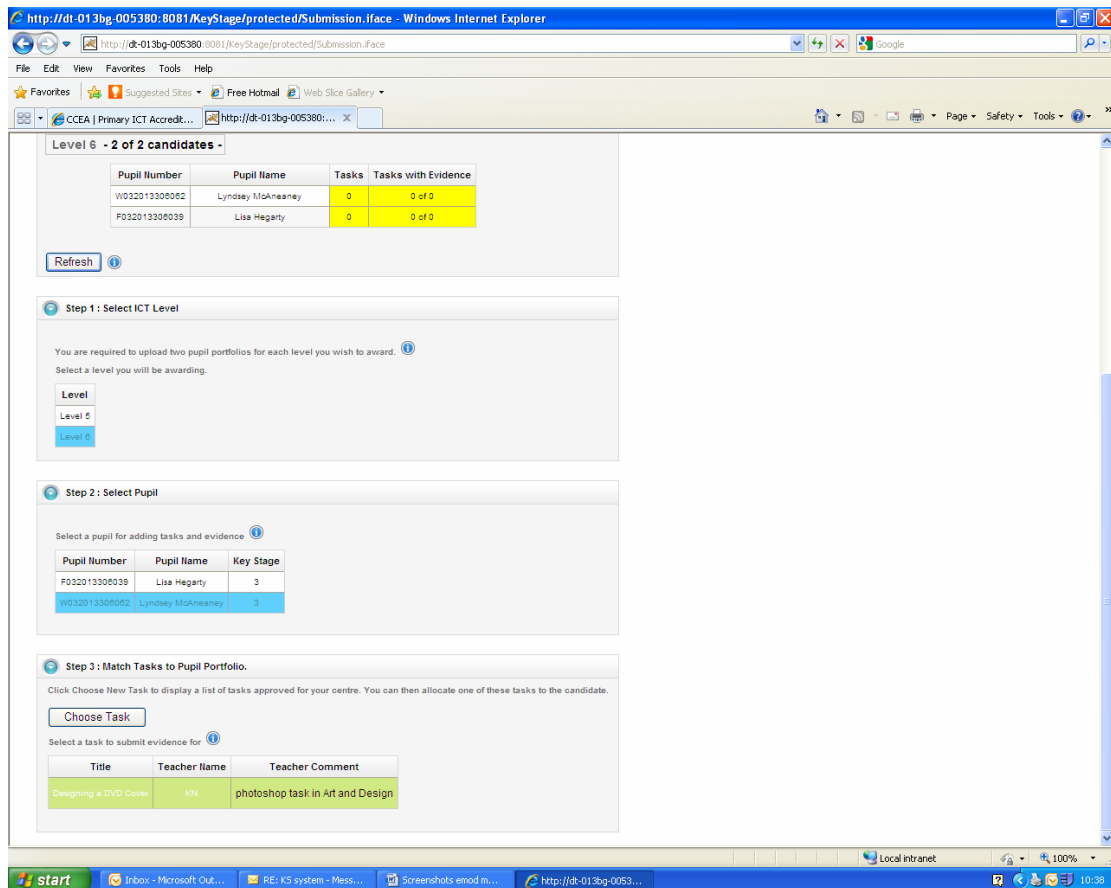 http://dt-013bg-005380:8081/KeyStage/protected/Submission.iface - Windows Internet Explorer
http://dt-013bg-005380:8081/KeyStage/protected/Submission.iface Google
File Edit View Favorites Tools Help
Favorites Suggested Sites Free Hotmail Web Slice Gallery
CCEA | Primary ICT Accredit... http://dt-013bg-005380:... X Page Safety Tools »
Level 6 - 2 of 2 candidates -
Pupil Number Pupil Name Tasks Tasks with Evidence
W032013306062 Lyndsey McAneaney 0 0 of 0
F032013306039 Lisa Hegarty 0 0 of 0
Refresh
Step 1 : Select ICT Level
You are required to upload two pupil portfolios for each level you wish to award.
Select a level you will be awarding.
Level
Level 5
Level 6
Step 2 : Select Pupil
Select a pupil for adding tasks and evidence
Pupil Number Pupil Name Key Stage
F032013306039 Lisa Hegarty 3
W032013306062 Lyndsey McAneaney 3
Step 3 : Match Tasks to Pupil Portfolio.
Click Choose New Task to display a list of tasks approved for your centre. You can then allocate one of these tasks to the candidate.
Choose Task
Select a task to submit evidence for
Title Teacher Name Teacher Comment
Designing a DVD Cover KN photoshop task in Art and Design
Local intranet 100%
start Inbox - Microsoft Out... RE: KS system - Mess... Screenshots emod m... http://dt-013bg-0053... 10:38